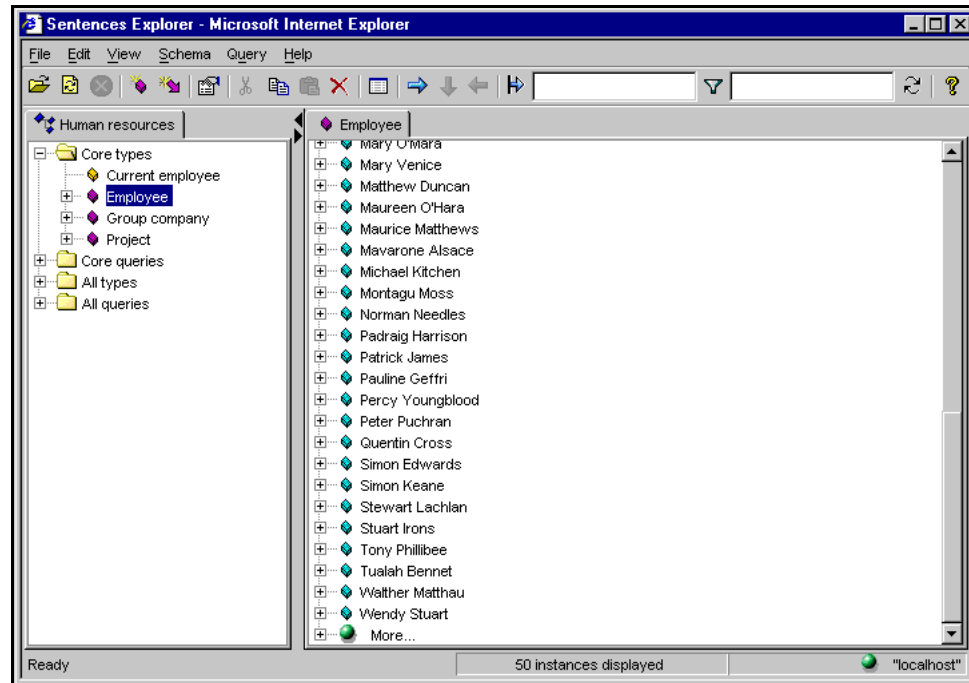 Sentences Explorer - Microsoft Internet Explorer
File Edit View Schema Query Help
Human resources
Core types
Current employee
Employee
Group company
Project
Core queries
All types
All queries
Employee
Mary O'Mara
Mary Venice
Matthew Duncan
Maureen O'Hara
Maurice Matthews
Mavarone Alsace
Michael Kitchen
Montagu Moss
Norman Needles
Padraig Harrison
Patrick James
Pauline Geffri
Percy Youngblood
Peter Puchran
Quentin Cross
Simon Edwards
Simon Keane
Stewart Lachlan
Stuart Irons
Tony Phillibee
Tualah Bennet
Walther Matthau
Wendy Stuart
More...
Ready 50 instances displayed "localhost"